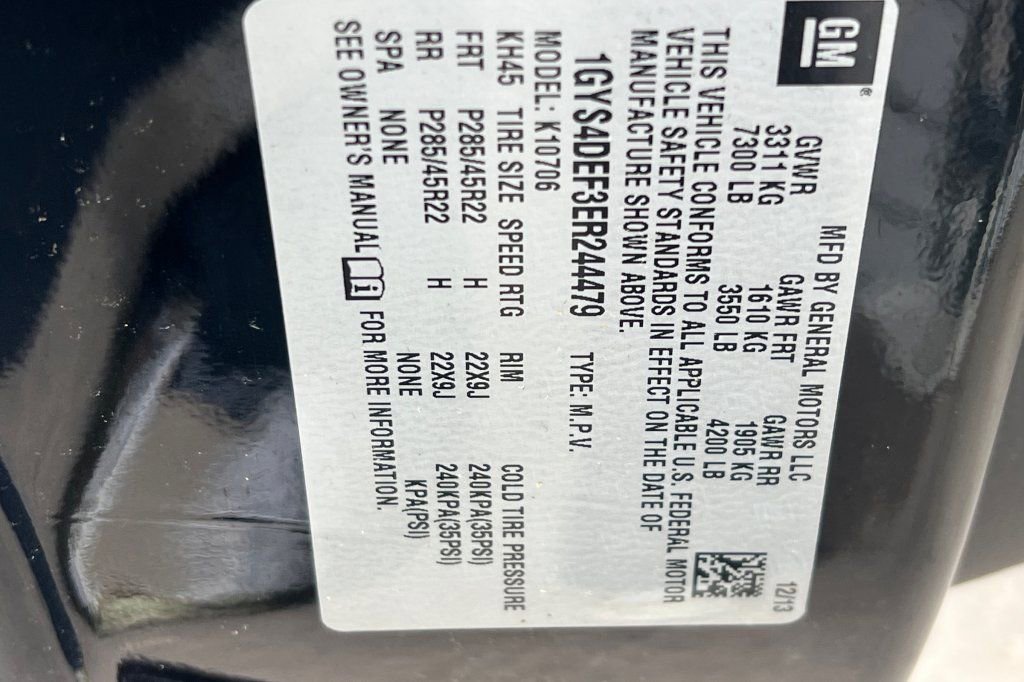 GM®
MFD BY GENERAL MOTORS LLC 12/13
GVWR GAWR FRT GAWR RR
3311 KG 1610 KG 1905 KG
7300 LB 3550 LB 4200 LB
THIS VEHICLE CONFORMS TO ALL APPLICABLE U.S. FEDERAL MOTOR
VEHICLE SAFETY STANDARDS IN EFFECT ON THE DATE OF
MANUFACTURE SHOWN ABOVE.
1GYS4DEF3ER244479 TYPE: M.P.V.
MODEL: K10706
KH45 TIRE SIZE SPEED RTG RIM COLD TIRE PRESSURE
FRT P285/45R22 H 22X9J 240KPA(35PSI)
RR P285/45R22 H 22X9J 240KPA(35PSI)
SPA NONE NONE KPA(PSI)
SEE OWNER'S MANUAL i FOR MORE INFORMATION.